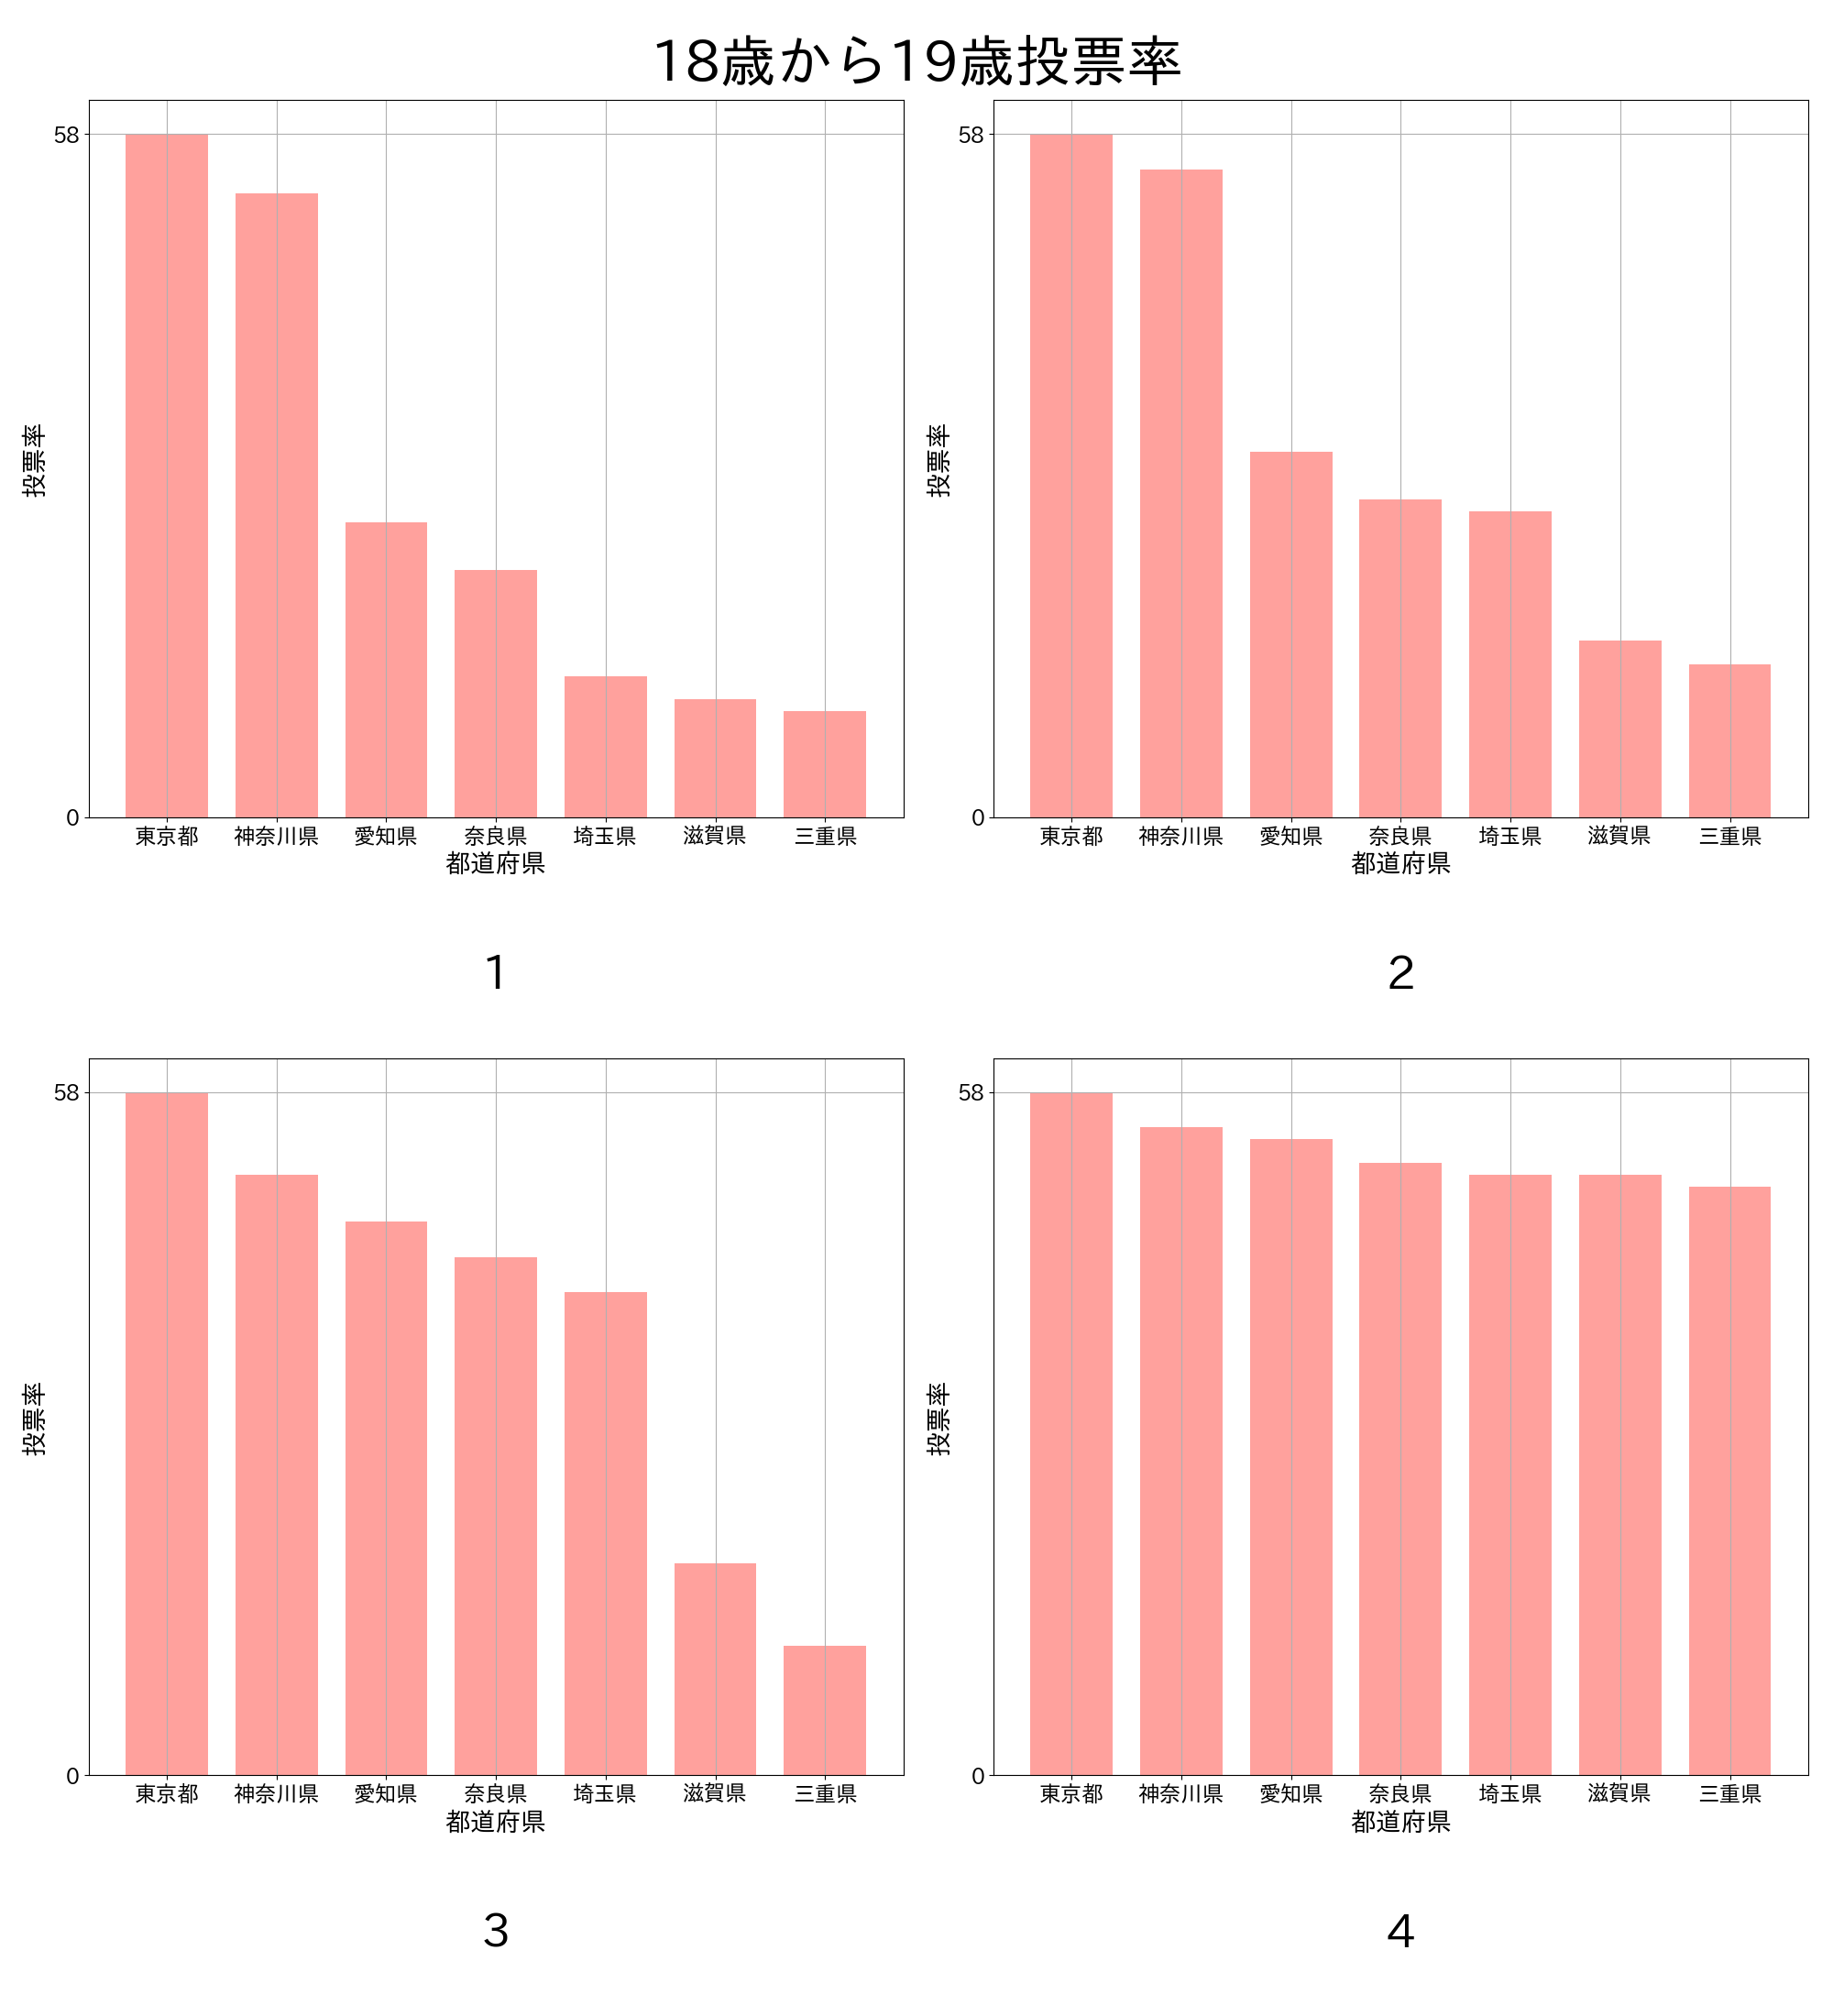 18歳から19歳投票率
58
0
投票率
東京都 神奈川県 愛知県 奈良県 埼玉県 滋賀県 三重県
都道府県
1
58
0
投票率
東京都 神奈川県 愛知県 奈良県 埼玉県 滋賀県 三重県
都道府県
2
58
0
投票率
東京都 神奈川県 愛知県 奈良県 埼玉県 滋賀県 三重県
都道府県
3
58
0
投票率
東京都 神奈川県 愛知県 奈良県 埼玉県 滋賀県 三重県
都道府県
4